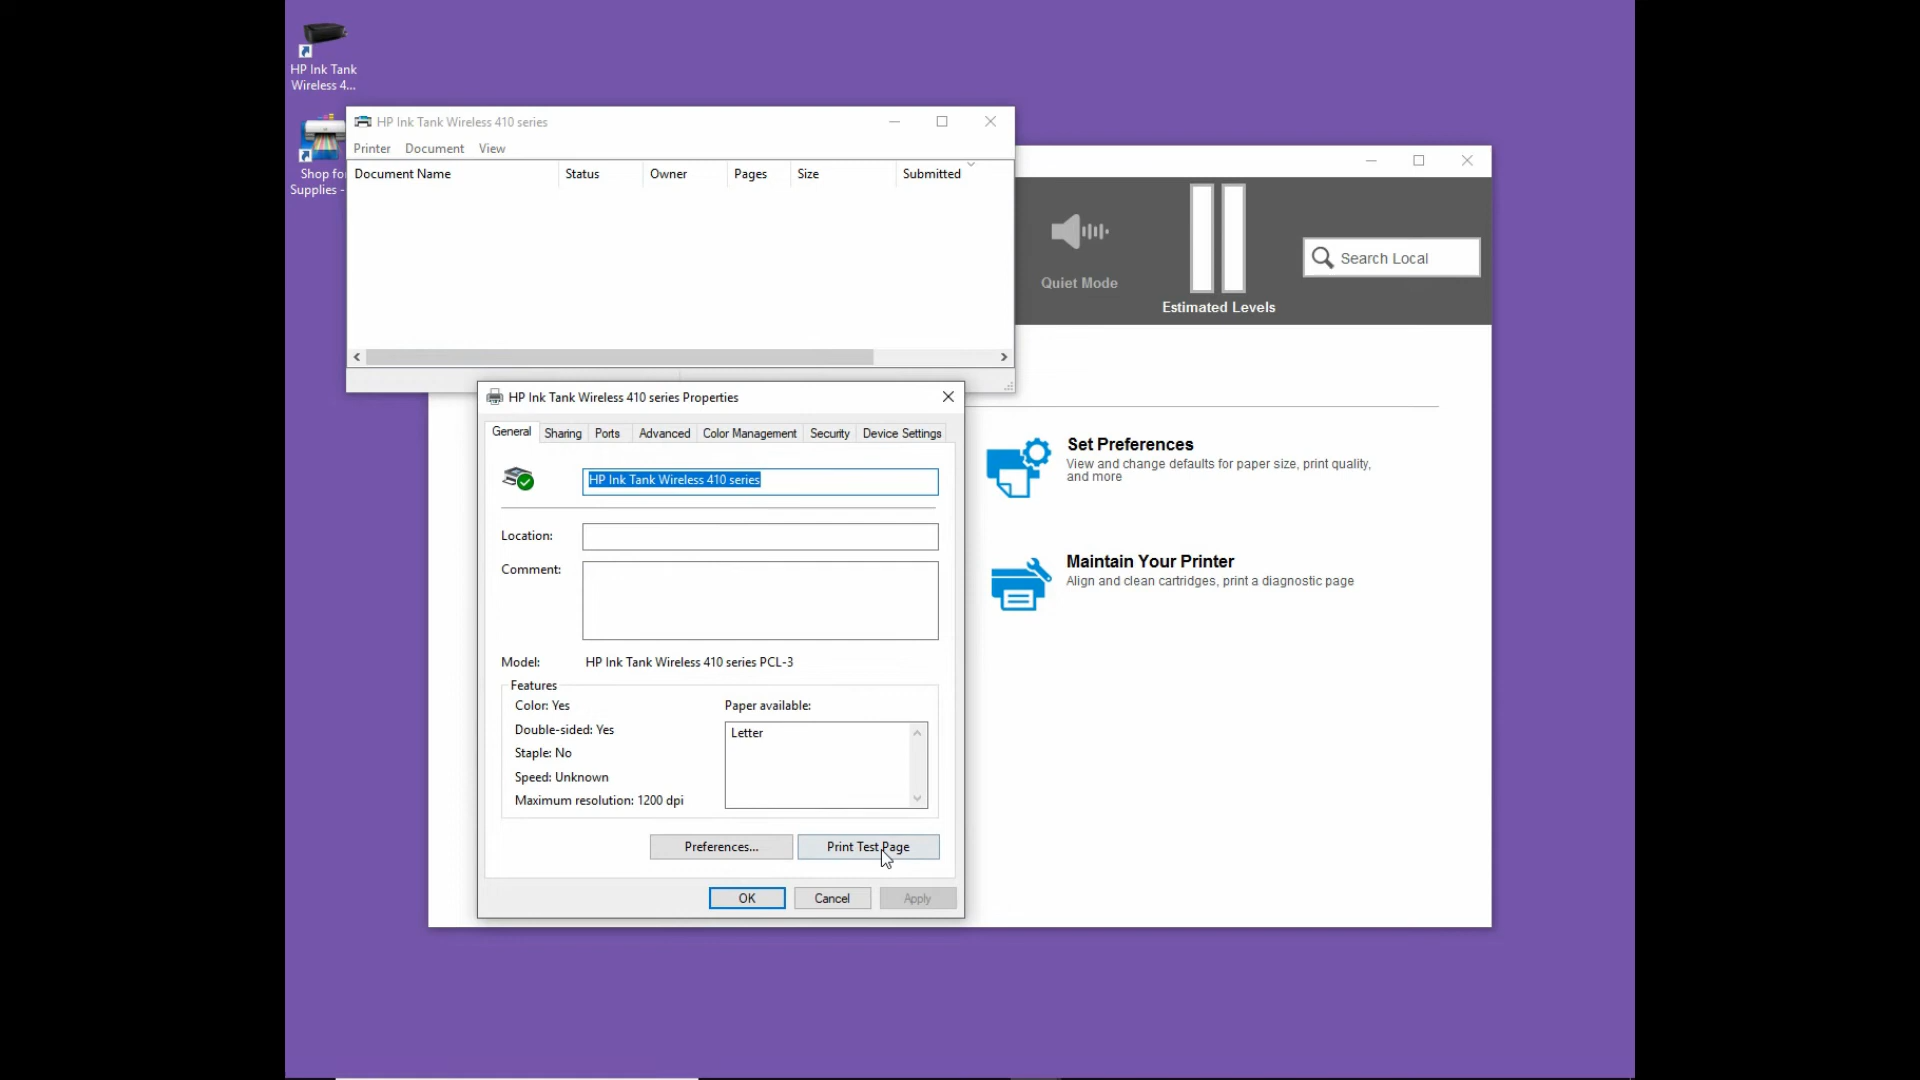 HP Ink Tank
Wireless 4...
Shop for
Supplies -
HP Ink Tank Wireless 410 series
Printer Document View
Document Name Status Owner Pages Size Submitted
Quiet Mode
Estimated Levels
Search Local
HP Ink Tank Wireless 410 series Properties
General Sharing Ports Advanced Color Management Security Device Settings
HP Ink Tank Wireless 410 series
Location:
Comment:
Model: HP Ink Tank Wireless 410 series PCL-3
Features
Color: Yes
Double-sided: Yes
Staple: No
Speed: Unknown
Maximum resolution: 1200 dpi
Paper available:
Letter
Preferences... Print Test Page
OK Cancel Apply
Set Preferences
View and change defaults for paper size, print quality,
and more
Maintain Your Printer
Align and clean cartridges, print a diagnostic page